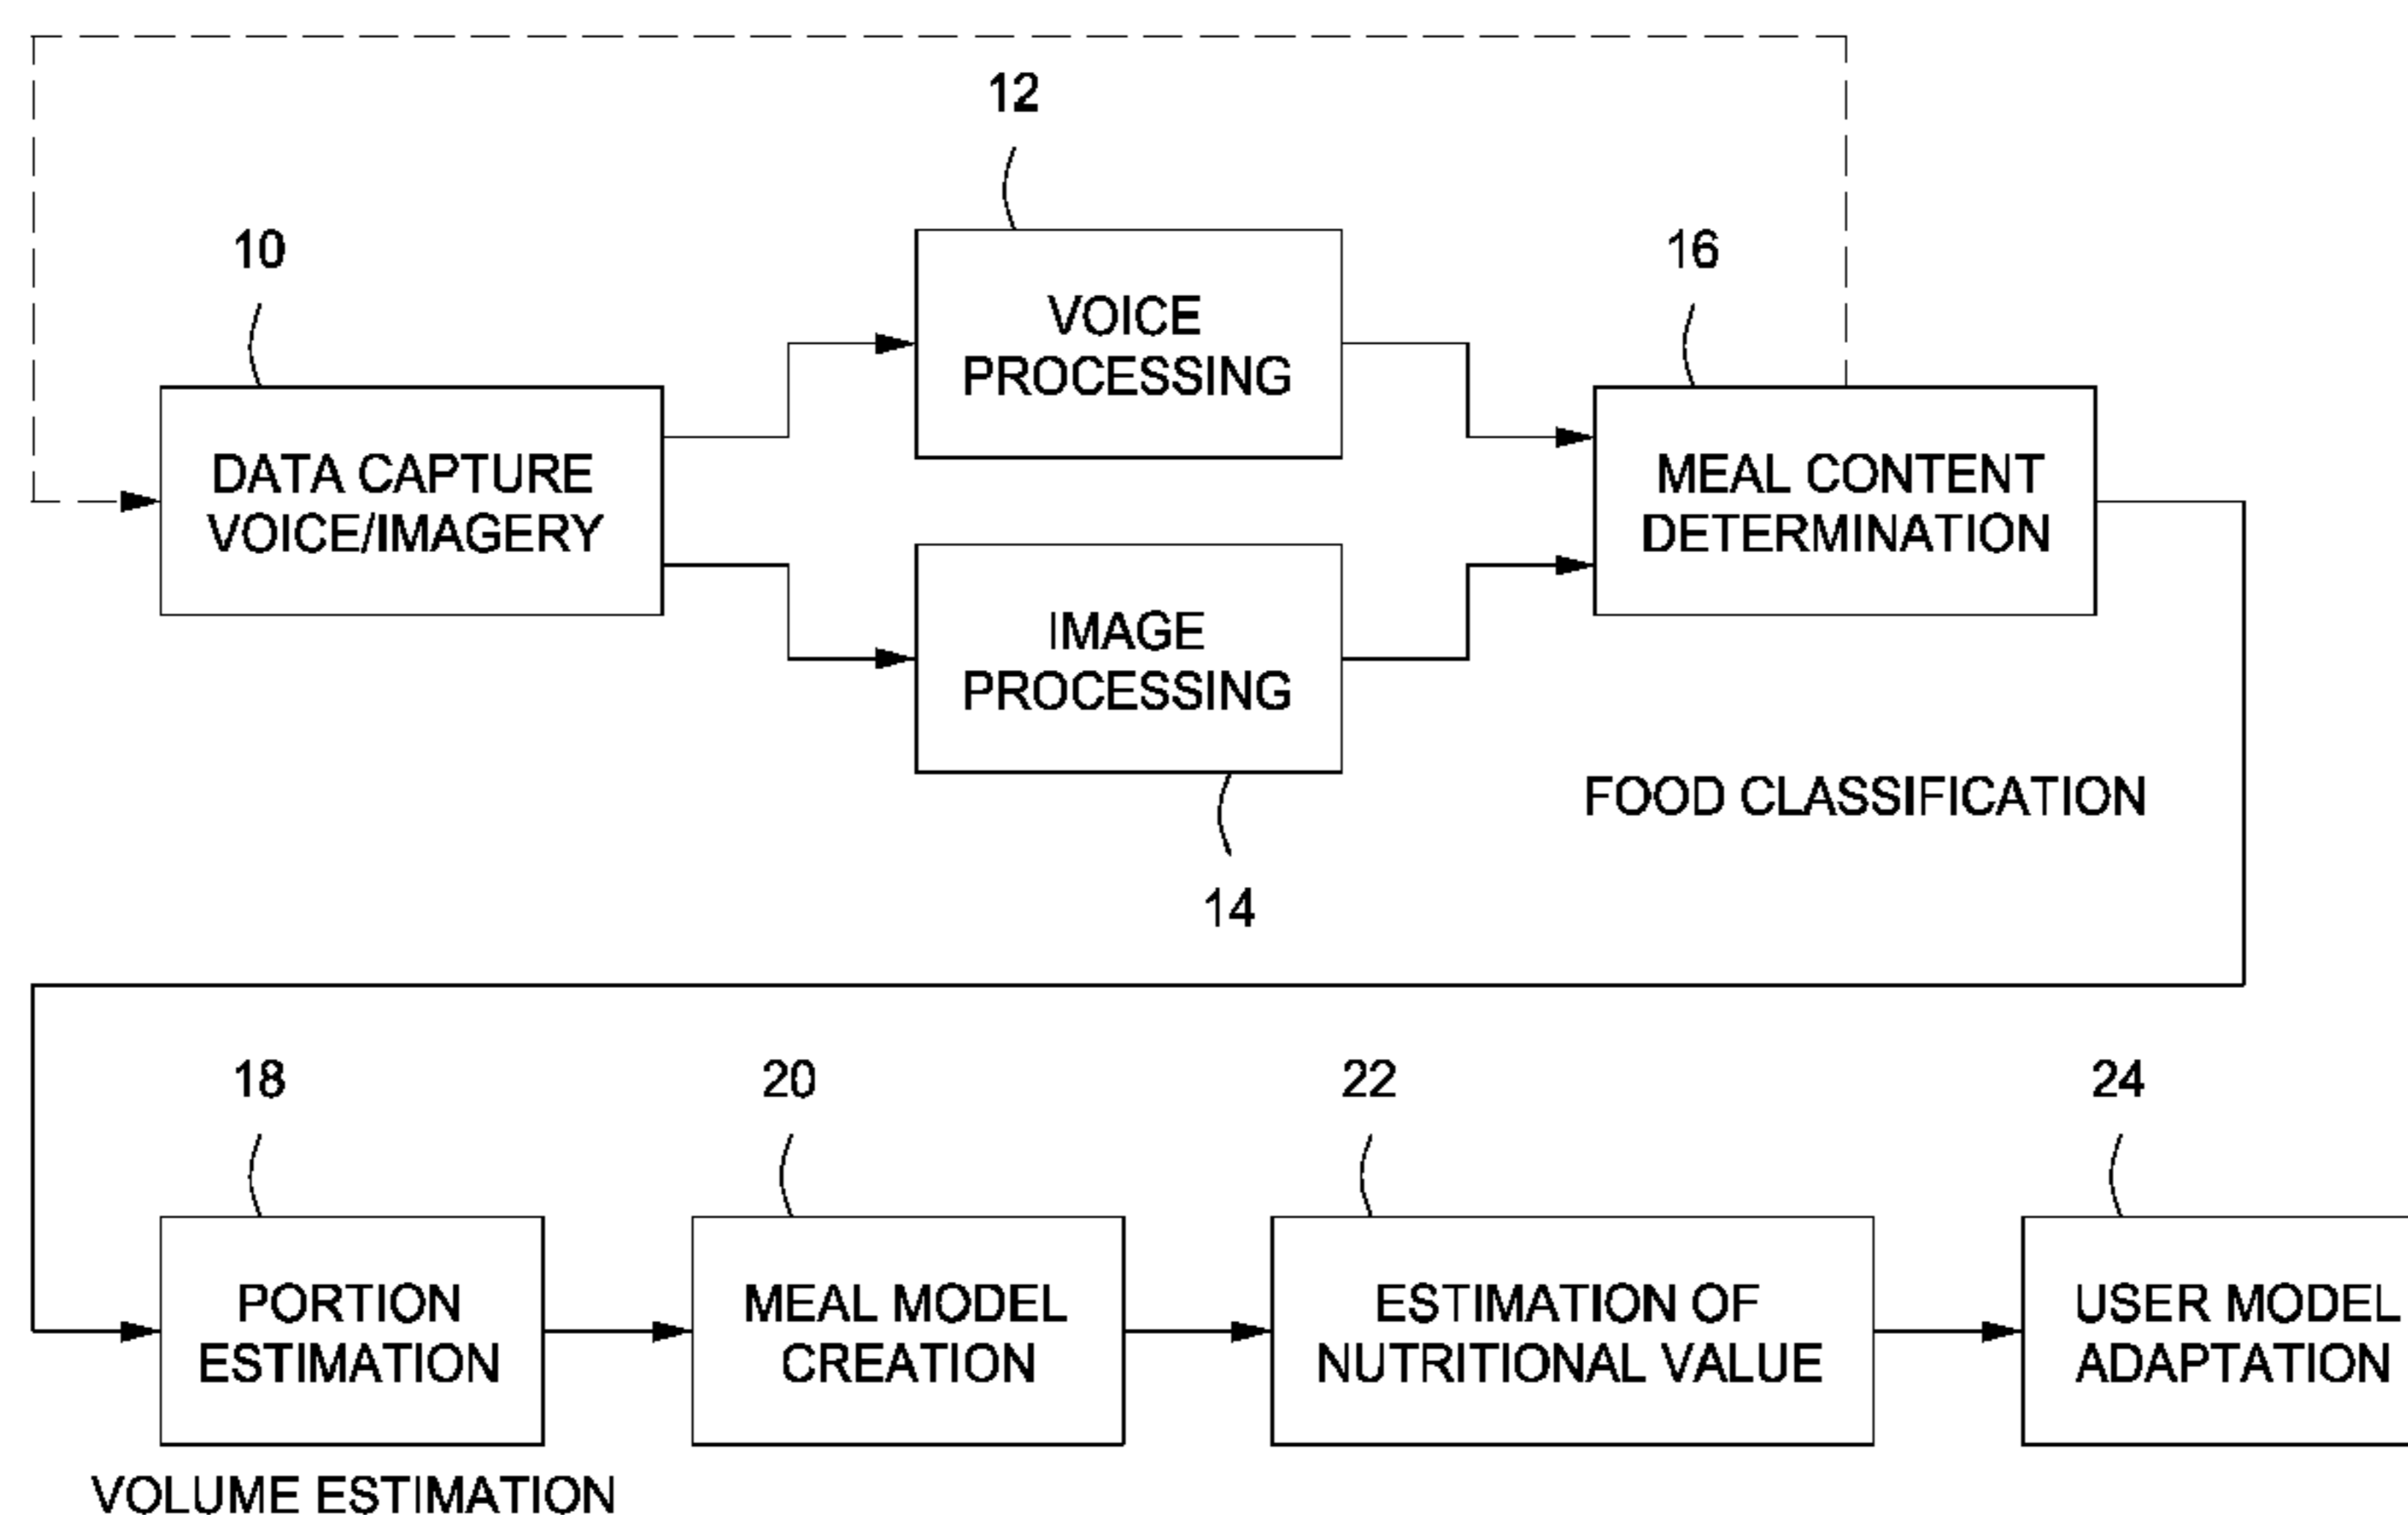 12
10
16
VOICE
PROCESSING
DATA CAPTURE
VOICE/IMAGERY
MEAL CONTENT
DETERMINATION
IMAGE
PROCESSING
FOOD CLASSIFICATION
14
18
20
22
24
PORTION
ESTIMATION
MEAL MODEL
CREATION
ESTIMATION OF
NUTRITIONAL VALUE
USER MODEL
ADAPTATION
VOLUME ESTIMATION